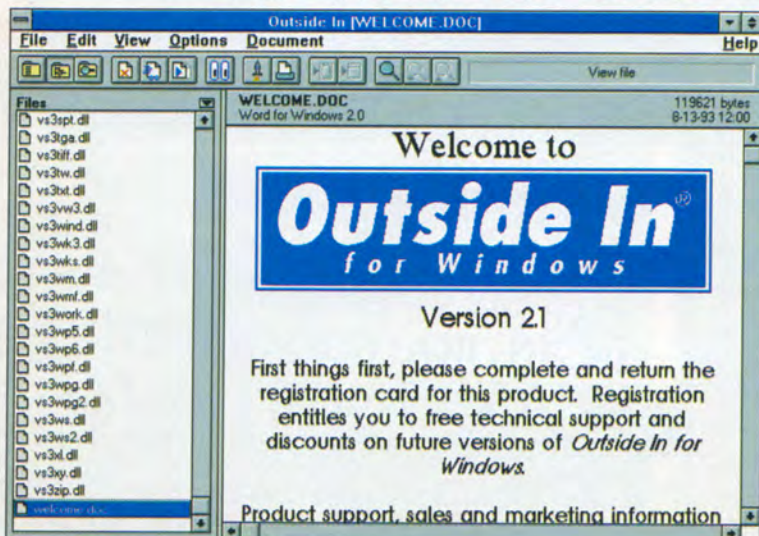 Outside In [WELCOME.DOC]
File Edit View Options Document Help
View file
Files
vs3spt.dll
vs3tga.dll
vs3tiff.dll
vs3tw.dll
vs3txt.dll
vs3vw3.dll
vs3wind.dll
vs3wk3.dll
vs3wks.dll
vs3wm.dll
vs3wmf.dll
vs3work.dll
vs3wp5.dll
vs3wp6.dll
vs3wpf.dll
vs3wpg.dll
vs3wpg2.dll
vs3ws.dll
vs3ws2.dll
vs3xl.dll
vs3xy.dll
vs3zip.dll
welcome.doc
WELCOME.DOC 119621 bytes
Word for Windows 2.0 8-13-93 12:00
Welcome to
Outside In®
for Windows
Version 2.1
First things first, please complete and return the
registration card for this product. Registration
entitles you to free technical support and
discounts on future versions of Outside In for
Windows.
Product support, sales and marketing information